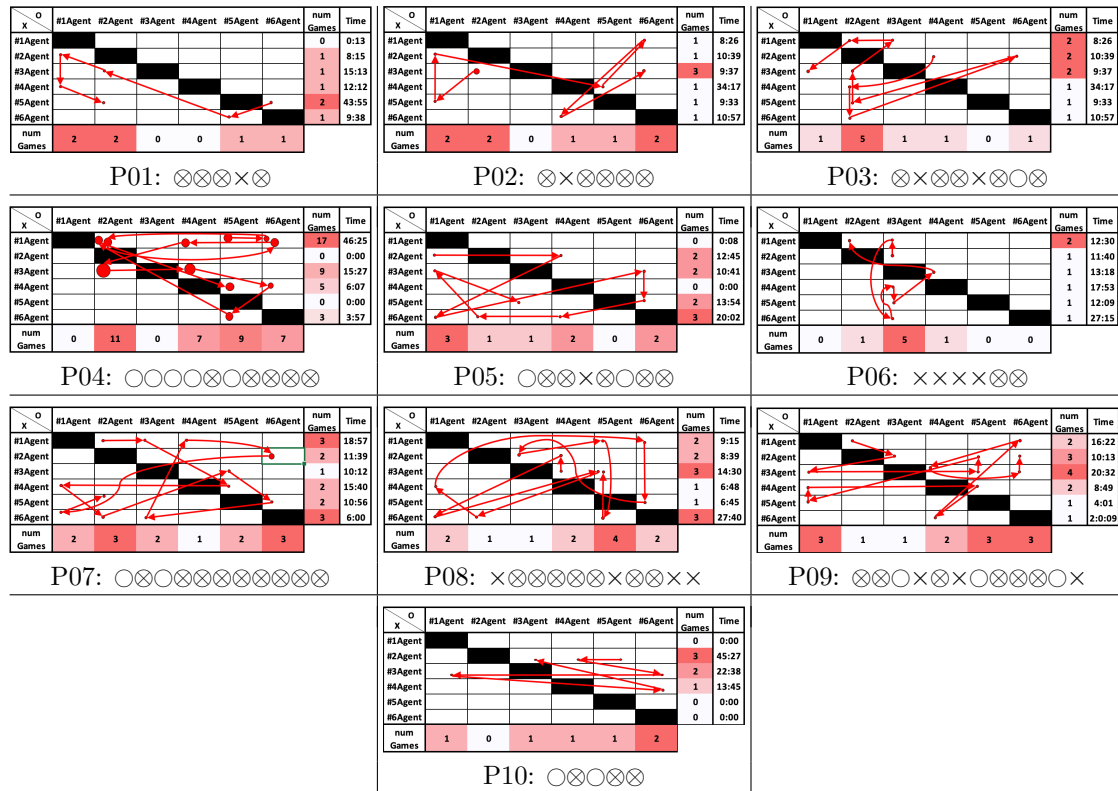 O X #1Agent #2Agent #3Agent #4Agent #5Agent #6Agent num Games Time
#1Agent 0 0:13
#2Agent 1 8:15
#3Agent 1 15:13
#4Agent 1 12:12
#5Agent 2 43:55
#6Agent 1 9:38
num Games 2 2 0 0 1 1
P01: ⊗⊗⊗×⊗
O X #1Agent #2Agent #3Agent #4Agent #5Agent #6Agent num Games Time
#1Agent 1 8:26
#2Agent 1 10:39
#3Agent 3 9:37
#4Agent 1 34:17
#5Agent 1 9:33
#6Agent 1 10:57
num Games 2 2 0 1 1 2
P02: ⊗×⊗⊗⊗⊗
O X #1Agent #2Agent #3Agent #4Agent #5Agent #6Agent num Games Time
#1Agent 2 8:26
#2Agent 2 10:39
#3Agent 2 9:37
#4Agent 1 34:17
#5Agent 1 9:33
#6Agent 1 10:57
num Games 1 5 1 1 0 1
P03: ⊗×⊗⊗×⊗○⊗
O X #1Agent #2Agent #3Agent #4Agent #5Agent #6Agent num Games Time
#1Agent 17 46:25
#2Agent 0 0:00
#3Agent 9 15:27
#4Agent 5 6:07
#5Agent 0 0:00
#6Agent 3 3:57
num Games 0 11 0 7 9 7
P04: ○○○○⊗○⊗⊗⊗⊗
O X #1Agent #2Agent #3Agent #4Agent #5Agent #6Agent num Games Time
#1Agent 0 0:08
#2Agent 2 12:45
#3Agent 2 10:41
#4Agent 0 0:00
#5Agent 2 13:54
#6Agent 3 20:02
num Games 3 1 1 2 0 2
P05: ○⊗⊗×⊗○⊗⊗
O X #1Agent #2Agent #3Agent #4Agent #5Agent #6Agent num Games Time
#1Agent 2 12:30
#2Agent 1 11:40
#3Agent 1 13:18
#4Agent 1 17:53
#5Agent 1 12:09
#6Agent 1 27:15
num Games 0 1 5 1 0 0
P06: ××××⊗⊗
O X #1Agent #2Agent #3Agent #4Agent #5Agent #6Agent num Games Time
#1Agent 3 18:57
#2Agent 2 11:39
#3Agent 1 10:12
#4Agent 2 15:40
#5Agent 2 10:56
#6Agent 3 6:00
num Games 2 3 2 1 2 3
P07: ○⊗○⊗⊗⊗⊗⊗⊗⊗⊗
O X #1Agent #2Agent #3Agent #4Agent #5Agent #6Agent num Games Time
#1Agent 2 9:15
#2Agent 2 8:39
#3Agent 3 14:30
#4Agent 1 6:48
#5Agent 1 6:45
#6Agent 3 27:40
num Games 2 1 1 2 4 2
P08: ×⊗⊗⊗⊗⊗×⊗⊗××
O X #1Agent #2Agent #3Agent #4Agent #5Agent #6Agent num Games Time
#1Agent 2 16:22
#2Agent 3 10:13
#3Agent 4 20:32
#4Agent 2 8:49
#5Agent 1 4:01
#6Agent 1 2:0:09
num Games 3 1 1 2 3 3
P09: ⊗⊗○×⊗×○⊗⊗⊗○×
O X #1Agent #2Agent #3Agent #4Agent #5Agent #6Agent num Games Time
#1Agent 0 0:00
#2Agent 3 45:27
#3Agent 2 22:38
#4Agent 1 13:45
#5Agent 0 0:00
#6Agent 0 0:00
num Games 1 0 1 1 1 2
P10: ○⊗○⊗⊗